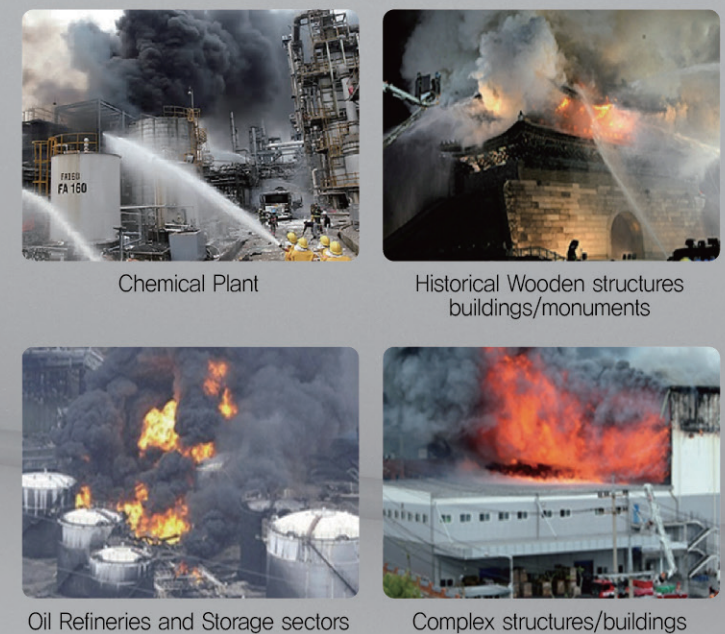 FA 160
Chemical Plant
Historical Wooden structures
buildings/monuments
Oil Refineries and Storage sectors
Complex structures/buildings